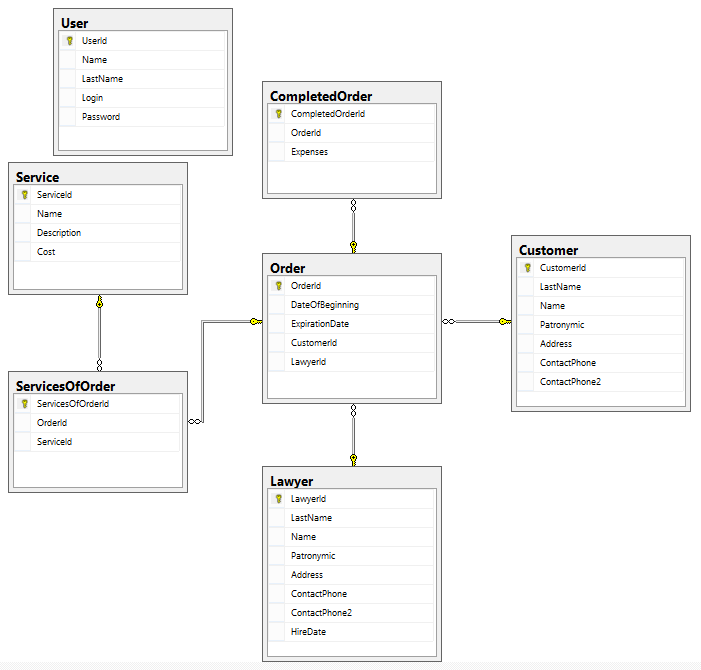 User
UserId
Name
LastName
Login
Password
CompletedOrder
CompletedOrderId
OrderId
Expenses
Service
ServiceId
Name
Description
Cost
Order
OrderId
DateOfBeginning
ExpirationDate
CustomerId
LawyerId
Customer
CustomerId
LastName
Name
Patronymic
Address
ContactPhone
ContactPhone2
ServicesOfOrder
ServicesOfOrderId
OrderId
ServiceId
Lawyer
LawyerId
LastName
Name
Patronymic
Address
ContactPhone
ContactPhone2
HireDate